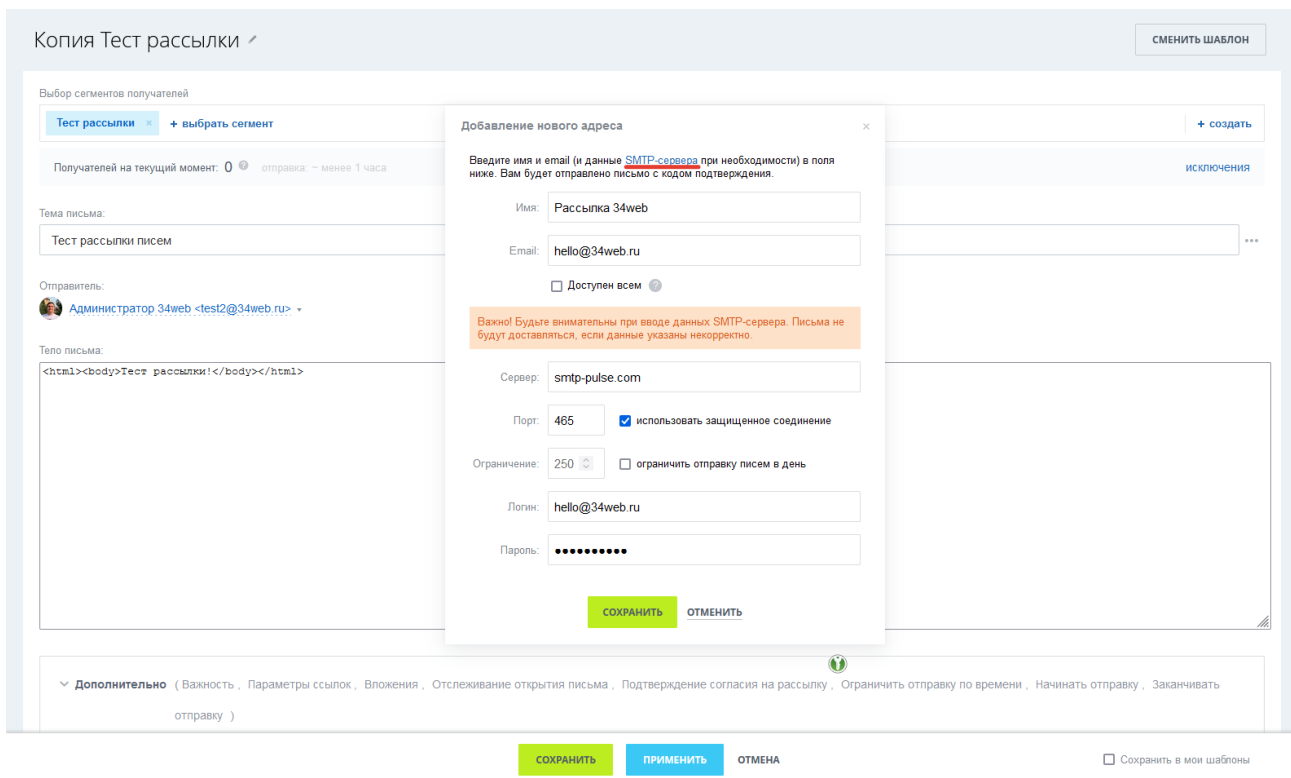 Копия Тест рассылки
СМЕНИТЬ ШАБЛОН
Выбор сегментов получателей
Тест рассылки × + выбрать сегмент
+ создать
Получателей на текущий момент: 0 ? отправка: ~ менее 1 часа
исключения
Тема письма:
Тест рассылки писем
Отправитель:
Администратор 34web <test2@34web.ru>
Тело письма:
<html><body>Тест рассылки!</body></html>
Добавление нового адреса ×
Введите имя и email (и данные SMTP-сервера при необходимости) в поля
ниже. Вам будет отправлено письмо с кодом подтверждения.
Имя: Рассылка 34web
Email: hello@34web.ru
Доступен всем ?
Важно! Будьте внимательны при вводе данных SMTP-сервера. Письма не
будут доставляться, если данные указаны некорректно.
Сервер: smtp-pulse.com
Порт: 465 использовать защищенное соединение
Ограничение: 250 ограничить отправку писем в день
Логин: hello@34web.ru
Пароль: ••••••••••
СОХРАНИТЬ ОТМЕНИТЬ
Дополнительно ( Важность , Параметры ссылок , Вложения , Отслеживание открытия письма , Подтверждение согласия на рассылку , Ограничить отправку по времени , Начинать отправку , Заканчивать
отправку )
СОХРАНИТЬ ПРИМЕНИТЬ ОТМЕНА
Сохранить в мои шаблоны